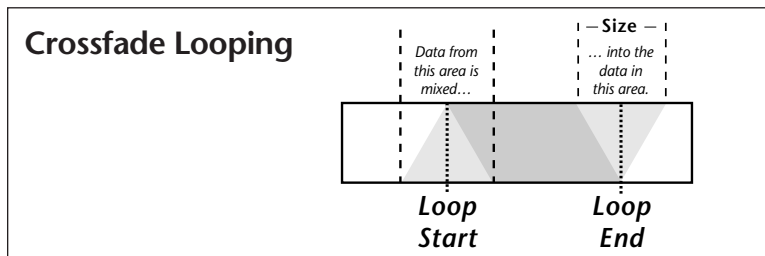 Crossfade Looping
Data from
this area is
mixed…
– Size –
… into the
data in
this area.
Loop
Start
Loop
End